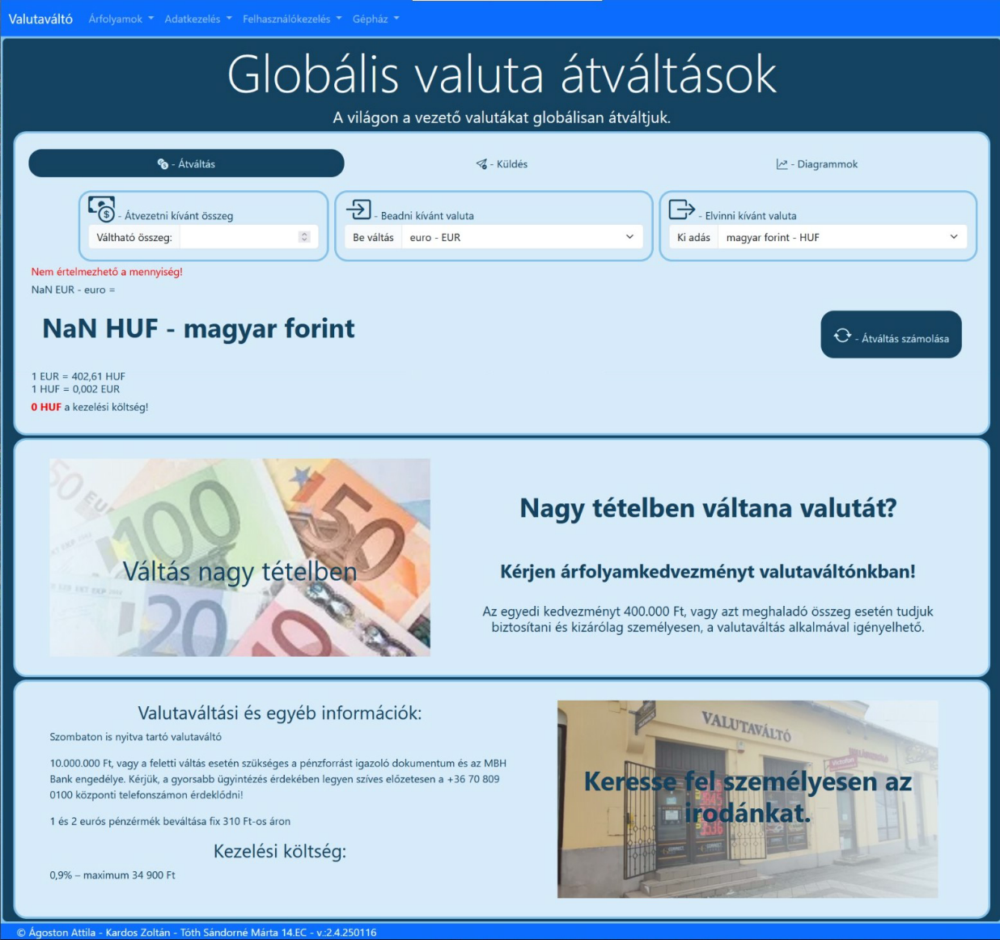 Valutaváltó Árfolyamok Adatkezelés Felhasználókezelés Gépház
Globális valuta átváltások
A világon a vezető valutákat globálisan átváltjuk.
- Átváltás
- Küldés
- Diagrammok
- Átvezetni kívánt összeg
Váltható összeg:
- Beadni kívánt valuta
Be váltás euro - EUR
- Elvinni kívánt valuta
Ki adás magyar forint - HUF
Nem értelmezhető a mennyiség!
NaN EUR - euro =
NaN HUF - magyar forint
- Átváltás számolása
1 EUR = 402,61 HUF
1 HUF = 0,002 EUR
0 HUF a kezelési költség!
Váltás nagy tételben
Nagy tételben váltana valutát?
Kérjen árfolyamkedvezményt valutaváltónkban!
Az egyedi kedvezményt 400.000 Ft, vagy azt meghaladó összeg esetén tudjuk
biztosítani és kizárólag személyesen, a valutaváltás alkalmával igényelhető.
Valutaváltási és egyéb információk:
Szombaton is nyitva tartó valutaváltó
10.000.000 Ft, vagy a feletti váltás esetén szükséges a pénzforrást igazoló dokumentum és az MBH
Bank engedélye. Kérjük, a gyorsabb ügyintézés érdekében legyen szíves előzetesen a +36 70 809
0100 központi telefonszámon érdeklődni!
1 és 2 eurós pénzérmék beváltása fix 310 Ft-os áron
Kezelési költség:
0,9% – maximum 34 900 Ft
VALUTAVÁLTÓ
Keresse fel személyesen az
irodánkat.
© Ágoston Attila - Kardos Zoltán - Tóth Sándorné Márta 14.EC - v.:2.4.250116